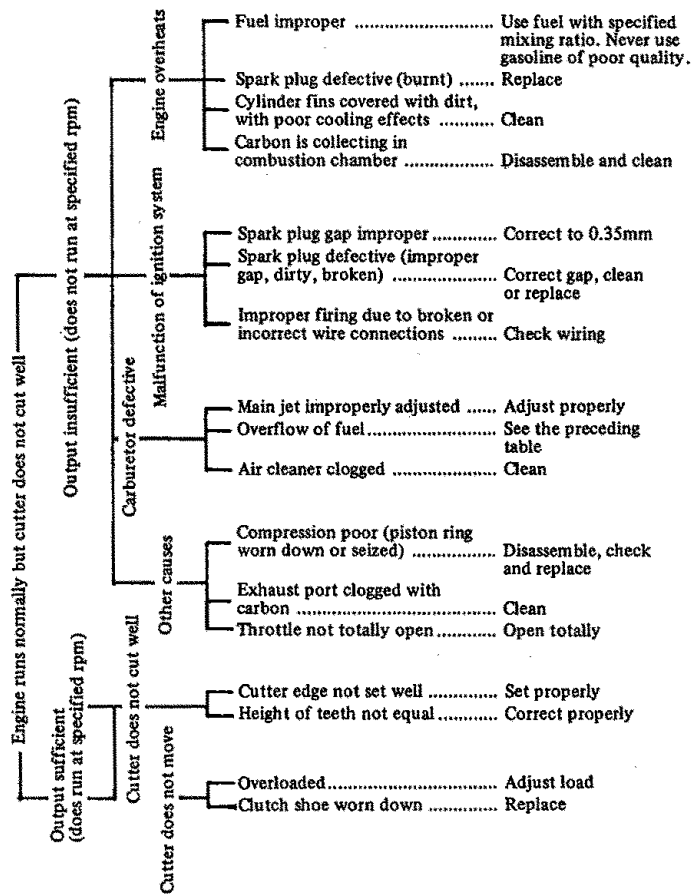 Engine runs normally but cutter does not cut well
Output insufficient (does not run at specified rpm)
Engine overheats
Fuel improper .................... Use fuel with specified
mixing ratio. Never use
gasoline of poor quality.
Spark plug defective (burnt) ...... Replace
Cylinder fins covered with dirt,
with poor cooling effects ........... Clean
Carbon is collecting in
combustion chamber ................. Disassemble and clean
Malfunction of ignition system
Spark plug gap improper ............ Correct to 0.35mm
Spark plug defective (improper
gap, dirty, broken) .................. Correct gap, clean
or replace
Improper firing due to broken or
incorrect wire connections ......... Check wiring
Carburetor defective
Main jet improperly adjusted ...... Adjust properly
Overflow of fuel ..................... See the preceding
table
Air cleaner clogged ................. Clean
Other causes
Compression poor (piston ring
worn down or seized) ................ Disassemble, check
and replace
Exhaust port clogged with
carbon ................................ Clean
Throttle not totally open ........... Open totally
Output sufficient
(does run at specified rpm)
Cutter does not cut well
Cutter edge not set well ............ Set properly
Height of teeth not equal ........... Correct properly
Cutter does not move
Overloaded .......................... Adjust load
Clutch shoe worn down ............. Replace